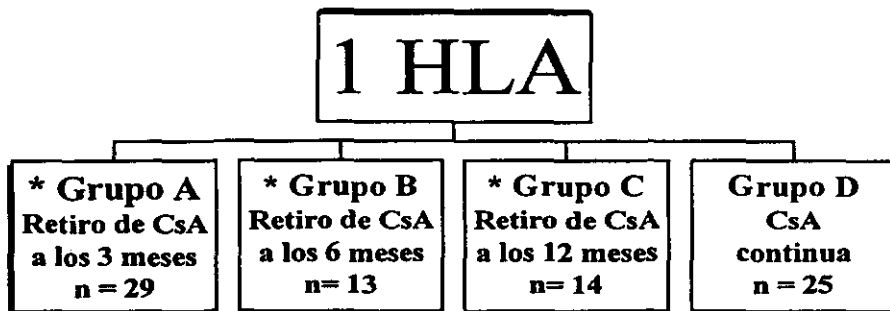 1 HLA
* Grupo A
Retiro de CsA
a los 3 meses
n = 29
* Grupo B
Retiro de CsA
a los 6 meses
n= 13
* Grupo C
Retiro de CsA
a los 12 meses
n= 14
Grupo D
CsA
continua
n = 25